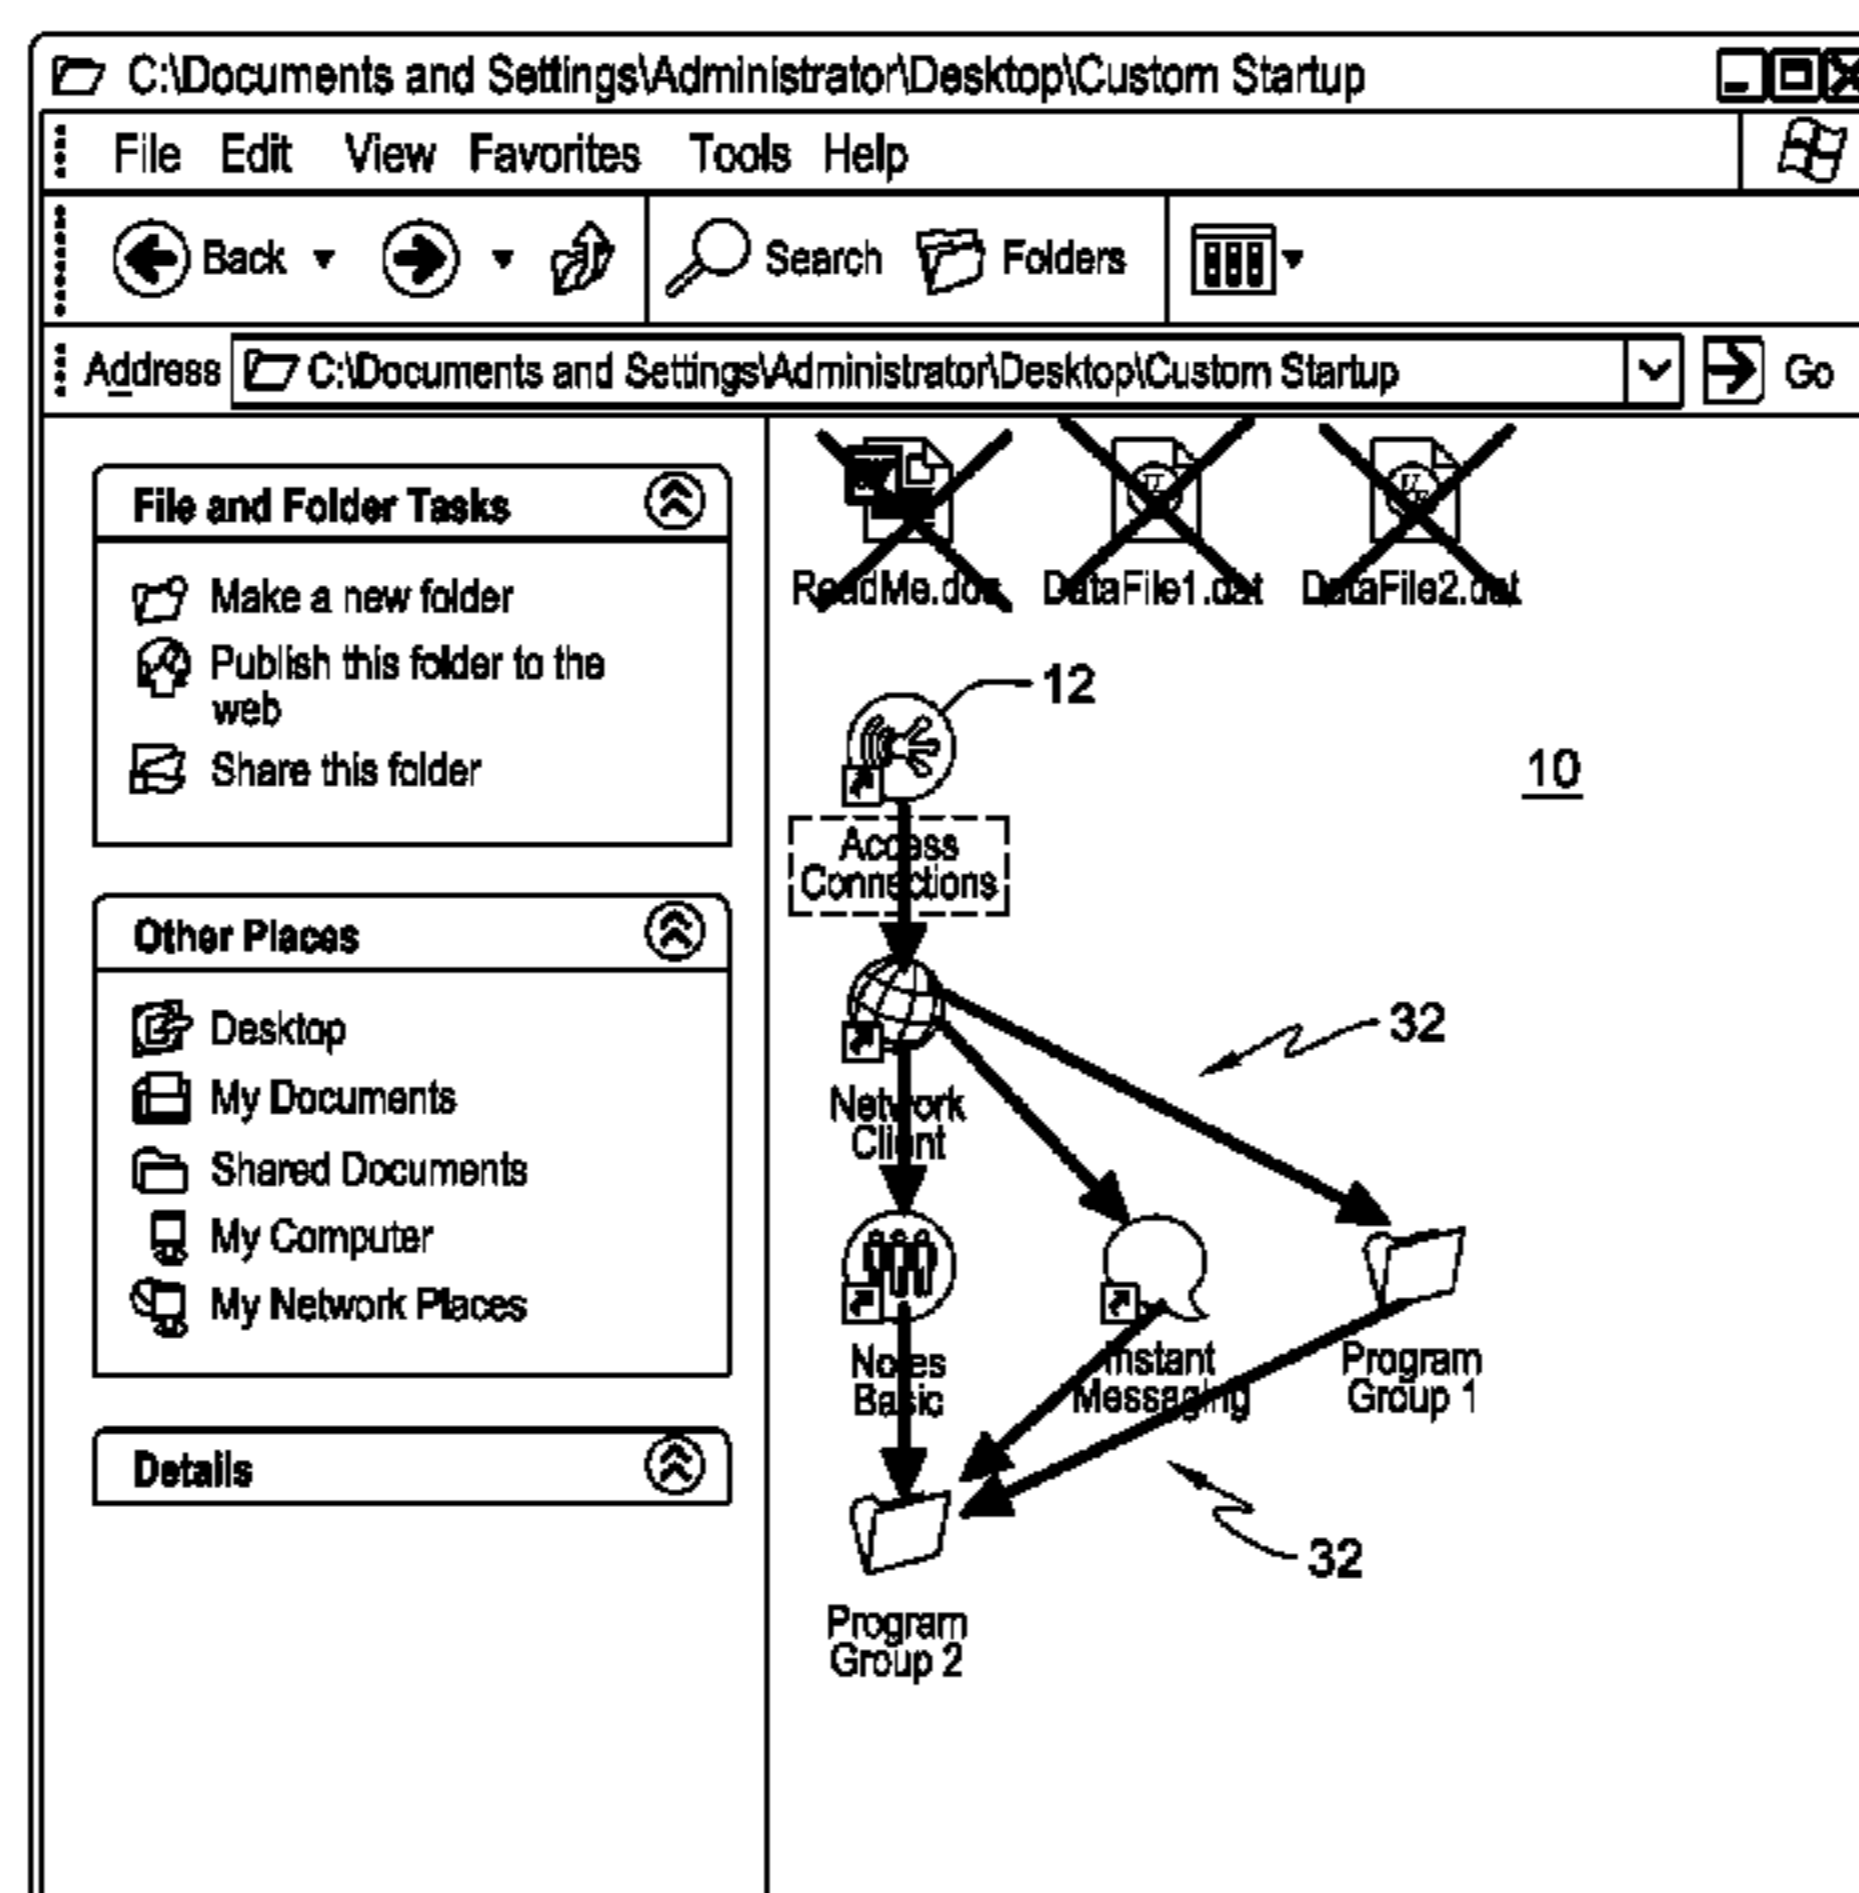 C:\Documents and Settings\Administrator\Desktop\Custom Startup
File Edit View Favorites Tools Help
Back Search Folders
Address C:\Documents and Settings\Administrator\Desktop\Custom Startup Go
File and Folder Tasks
Make a new folder
Publish this folder to the
web
Share this folder
Other Places
Desktop
My Documents
Shared Documents
My Computer
My Network Places
Details
ReadMe.doc DataFile1.dat DataFile2.dat
12
10
Access
Connections
32
Network
Client
Notes
Basic
Instant
Messaging
Program
Group 1
32
Program
Group 2